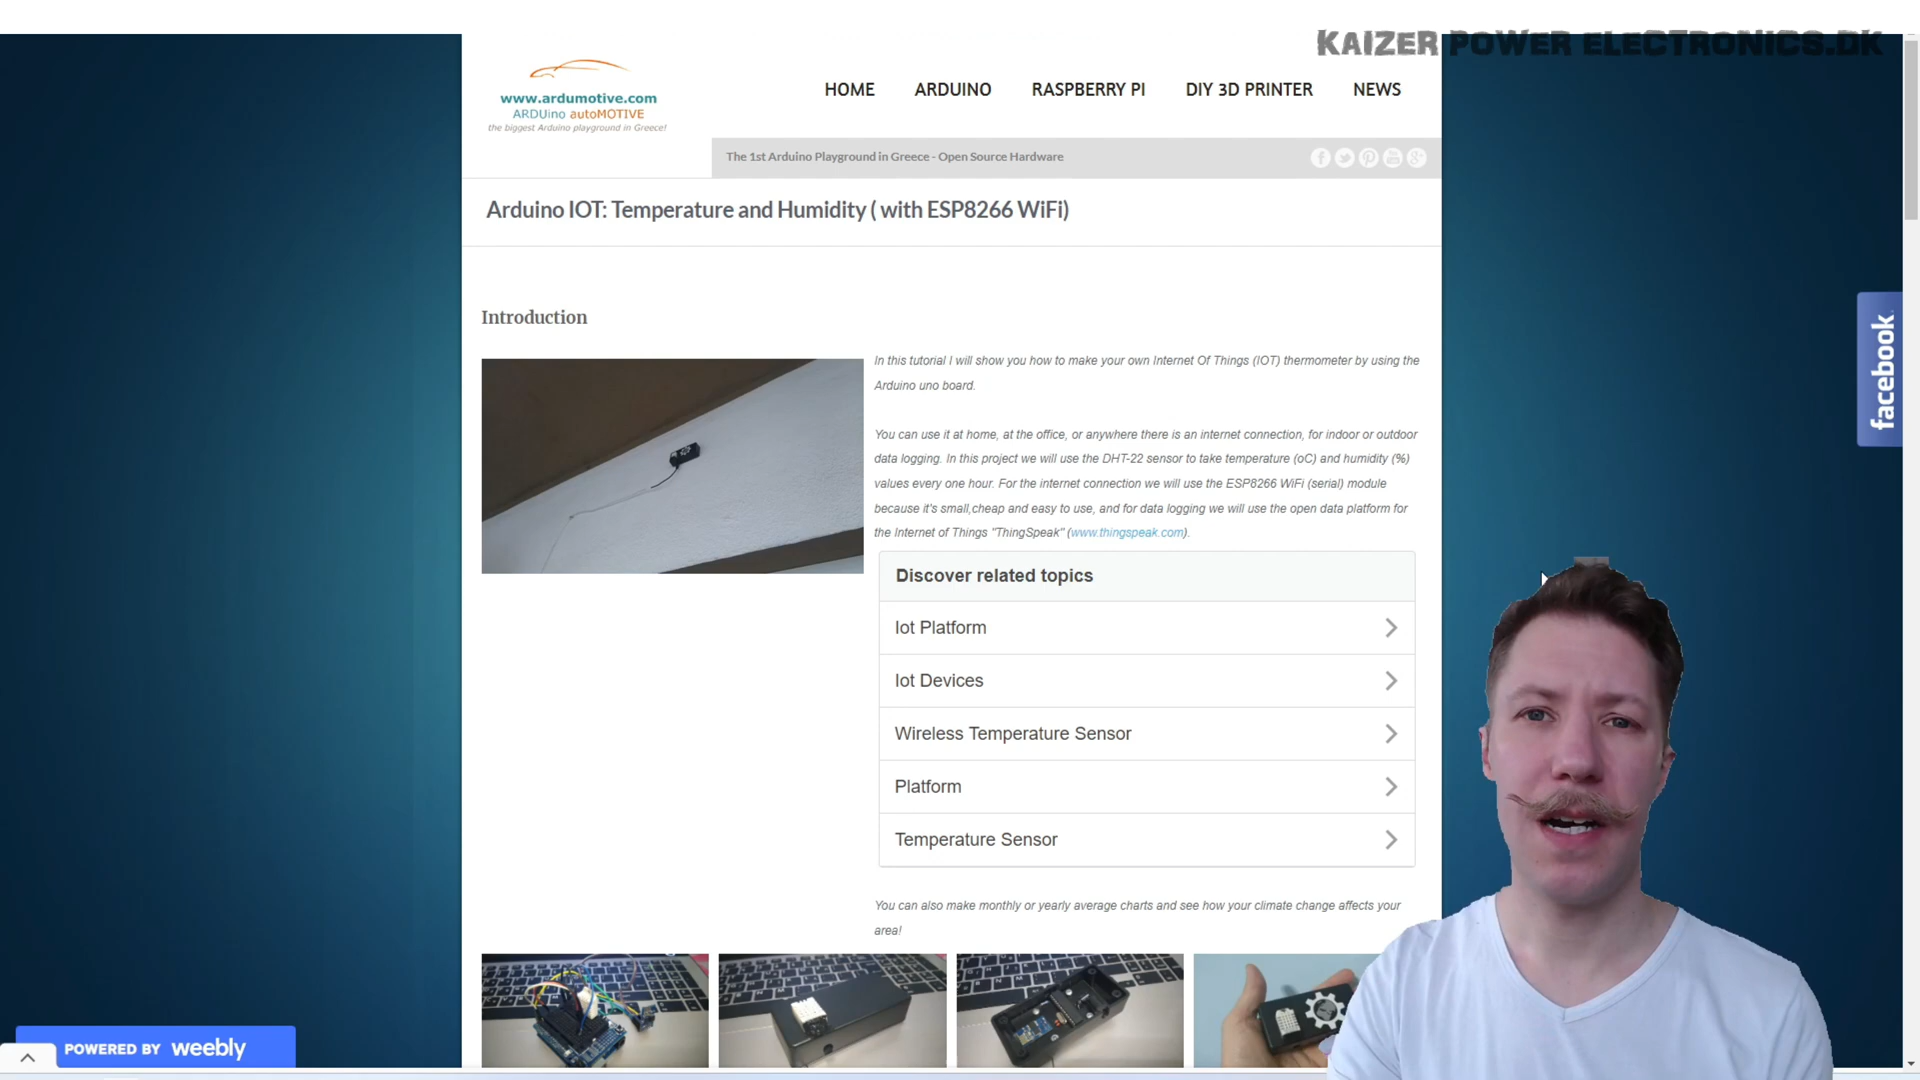 KAIZER POWER ELECTRONICS.DK
www.ardumotive.com
ARDUino autoMOTIVE
the biggest Arduino playground in Greece!
HOME
ARDUINO
RASPBERRY PI
DIY 3D PRINTER
NEWS
The 1st Arduino Playground in Greece - Open Source Hardware
Arduino IOT: Temperature and Humidity ( with ESP8266 WiFi)
facebook
Introduction
In this tutorial I will show you how to make your own Internet Of Things (IOT) thermometer by using the
Arduino uno board.
You can use it at home, at the office, or anywhere there is an internet connection, for indoor or outdoor
data logging. In this project we will use the DHT-22 sensor to take temperature (oC) and humidity (%)
values every one hour. For the internet connection we will use the ESP8266 WiFi (serial) module
because it's small,cheap and easy to use, and for data logging we will use the open data platform for
the Internet of Things "ThingSpeak" (www.thingspeak.com).
Discover related topics
Iot Platform
Iot Devices
Wireless Temperature Sensor
Platform
Temperature Sensor
You can also make monthly or yearly average charts and see how your climate change affects your
area!
POWERED BY weebly